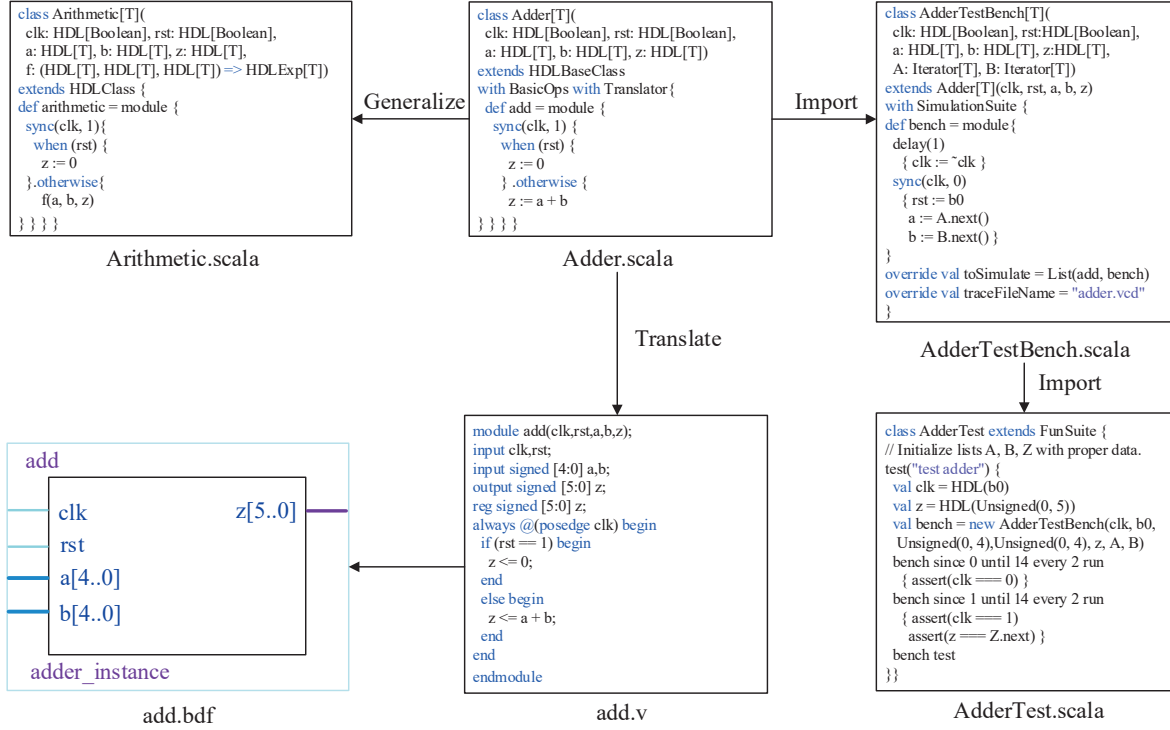 class Arithmetic[T](
clk: HDL[Boolean], rst: HDL[Boolean],
a: HDL[T], b: HDL[T], z: HDL[T],
f: (HDL[T], HDL[T], HDL[T]) => HDLExp[T])
extends HDLClass {
def arithmetic = module {
sync(clk, 1){
when (rst) {
z := 0
}.otherwise{
f(a, b, z)
} } } }
Arithmetic.scala
Generalize
class Adder[T](
clk: HDL[Boolean], rst: HDL[Boolean],
a: HDL[T], b: HDL[T], z: HDL[T])
extends HDLBaseClass
with BasicOps with Translator{
def add = module {
sync(clk, 1) {
when (rst) {
z := 0
} .otherwise {
z := a + b
} } } }
Adder.scala
Import
class AdderTestBench[T](
clk: HDL[Boolean], rst:HDL[Boolean],
a: HDL[T], b: HDL[T], z:HDL[T],
A: Iterator[T], B: Iterator[T])
extends Adder[T](clk, rst, a, b, z)
with SimulationSuite {
def bench = module{
delay(1)
{ clk := ~clk }
sync(clk, 0)
{ rst := b0
a := A.next()
b := B.next() }
}
override val toSimulate = List(add, bench)
override val traceFileName = "adder.vcd"
}
AdderTestBench.scala
Translate
Import
add
clk
rst
a[4..0]
b[4..0]
z[5..0]
adder_instance
add.bdf
module add(clk,rst,a,b,z);
input clk,rst;
input signed [4:0] a,b;
output signed [5:0] z;
reg signed [5:0] z;
always @(posedge clk) begin
if (rst == 1) begin
z <= 0;
end
else begin
z <= a + b;
end
end
endmodule
add.v
class AdderTest extends FunSuite {
// Initialize lists A, B, Z with proper data.
test("test adder") {
val clk = HDL(b0)
val z = HDL(Unsigned(0, 5))
val bench = new AdderTestBench(clk, b0,
Unsigned(0, 4),Unsigned(0, 4), z, A, B)
bench since 0 until 14 every 2 run
{ assert(clk === 0) }
bench since 1 until 14 every 2 run
{ assert(clk === 1)
assert(z === Z.next) }
bench test
}}
AdderTest.scala